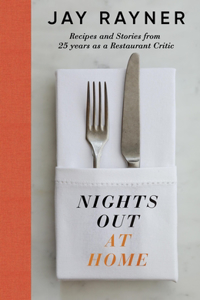 JAY RAYNER
Recipes and Stories from
25 years as a Restaurant Critic
NIGHTS
OUT
AT
HOME